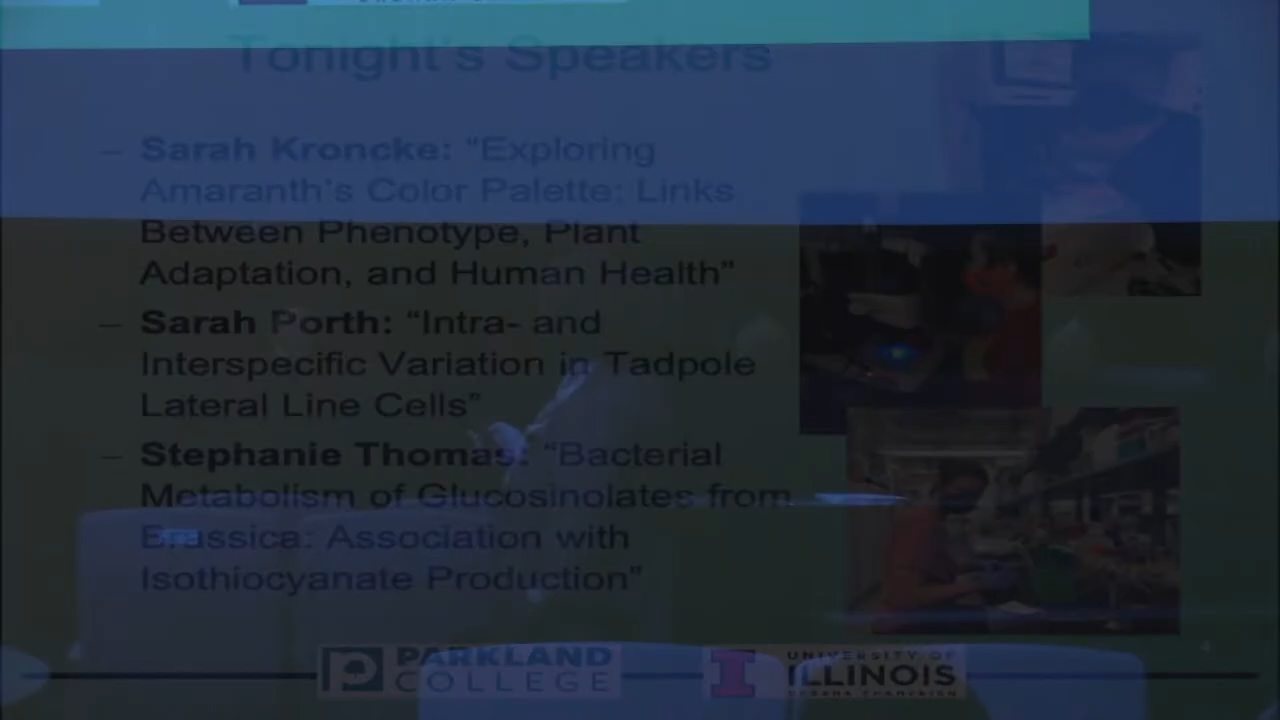 Tonight's Speakers
– Sarah Kroncke: “Exploring
Amaranth’s Color Palette: Links
Between Phenotype, Plant
Adaptation, and Human Health”
– Sarah Porth: “Intra- and
Interspecific Variation in Tadpole
Lateral Line Cells”
– Stephanie Thomas: “Bacterial
Metabolism of Glucosinolates from
Brassica: Association with
Isothiocyanate Production”
PARKLAND
COLLEGE
I
UNIVERSITY OF
ILLINOIS
URBANA-CHAMPAIGN